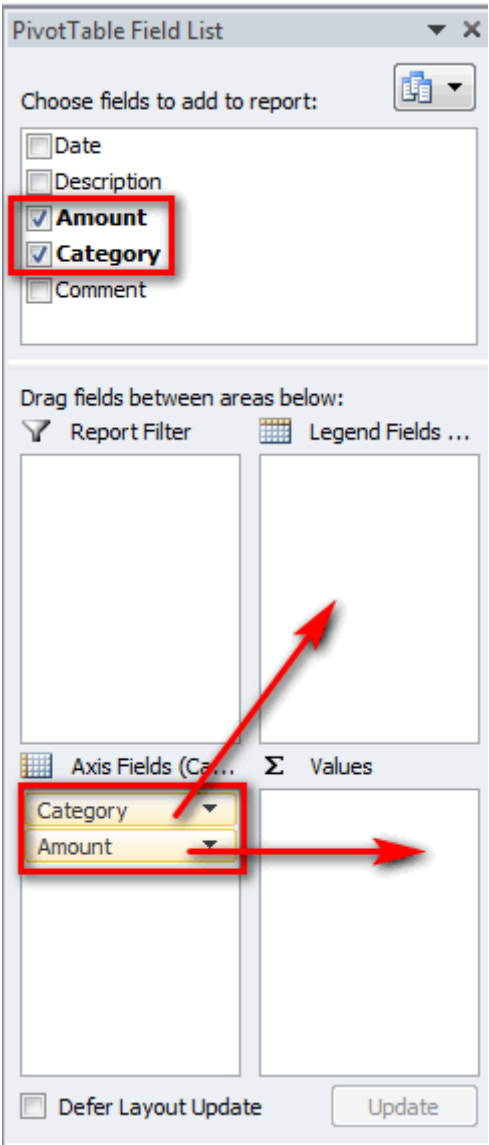 PivotTable Field List
Choose fields to add to report:
Date
Description
Amount
Category
Comment
Drag fields between areas below:
Report Filter
Legend Fields ...
Axis Fields (Ca...
Σ Values
Category
Amount
Defer Layout Update
Update